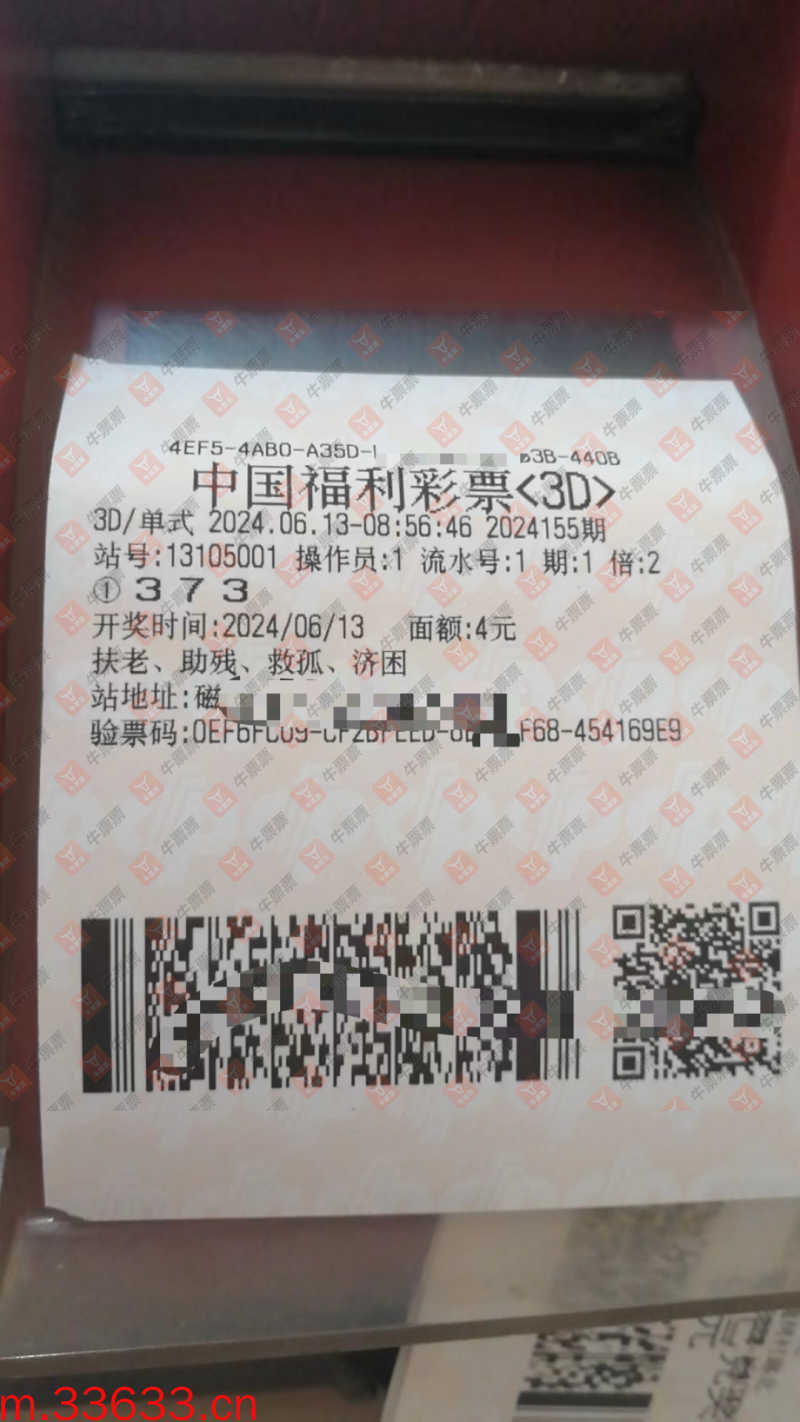 4EF5-4AB0-A35D- 3B-440B
中国福利彩票<3D>
3D/单式 2024.06.13-08:56:46 2024155期
站号:13105001 操作员:1 流水号:1 期:1 倍:2
① 3 7 3
开奖时间:2024/06/13 面额:4元
扶老、助残、救孤、济困
站地址:磁
验票码: F68-454169E9
牛票票
m.33633.cn